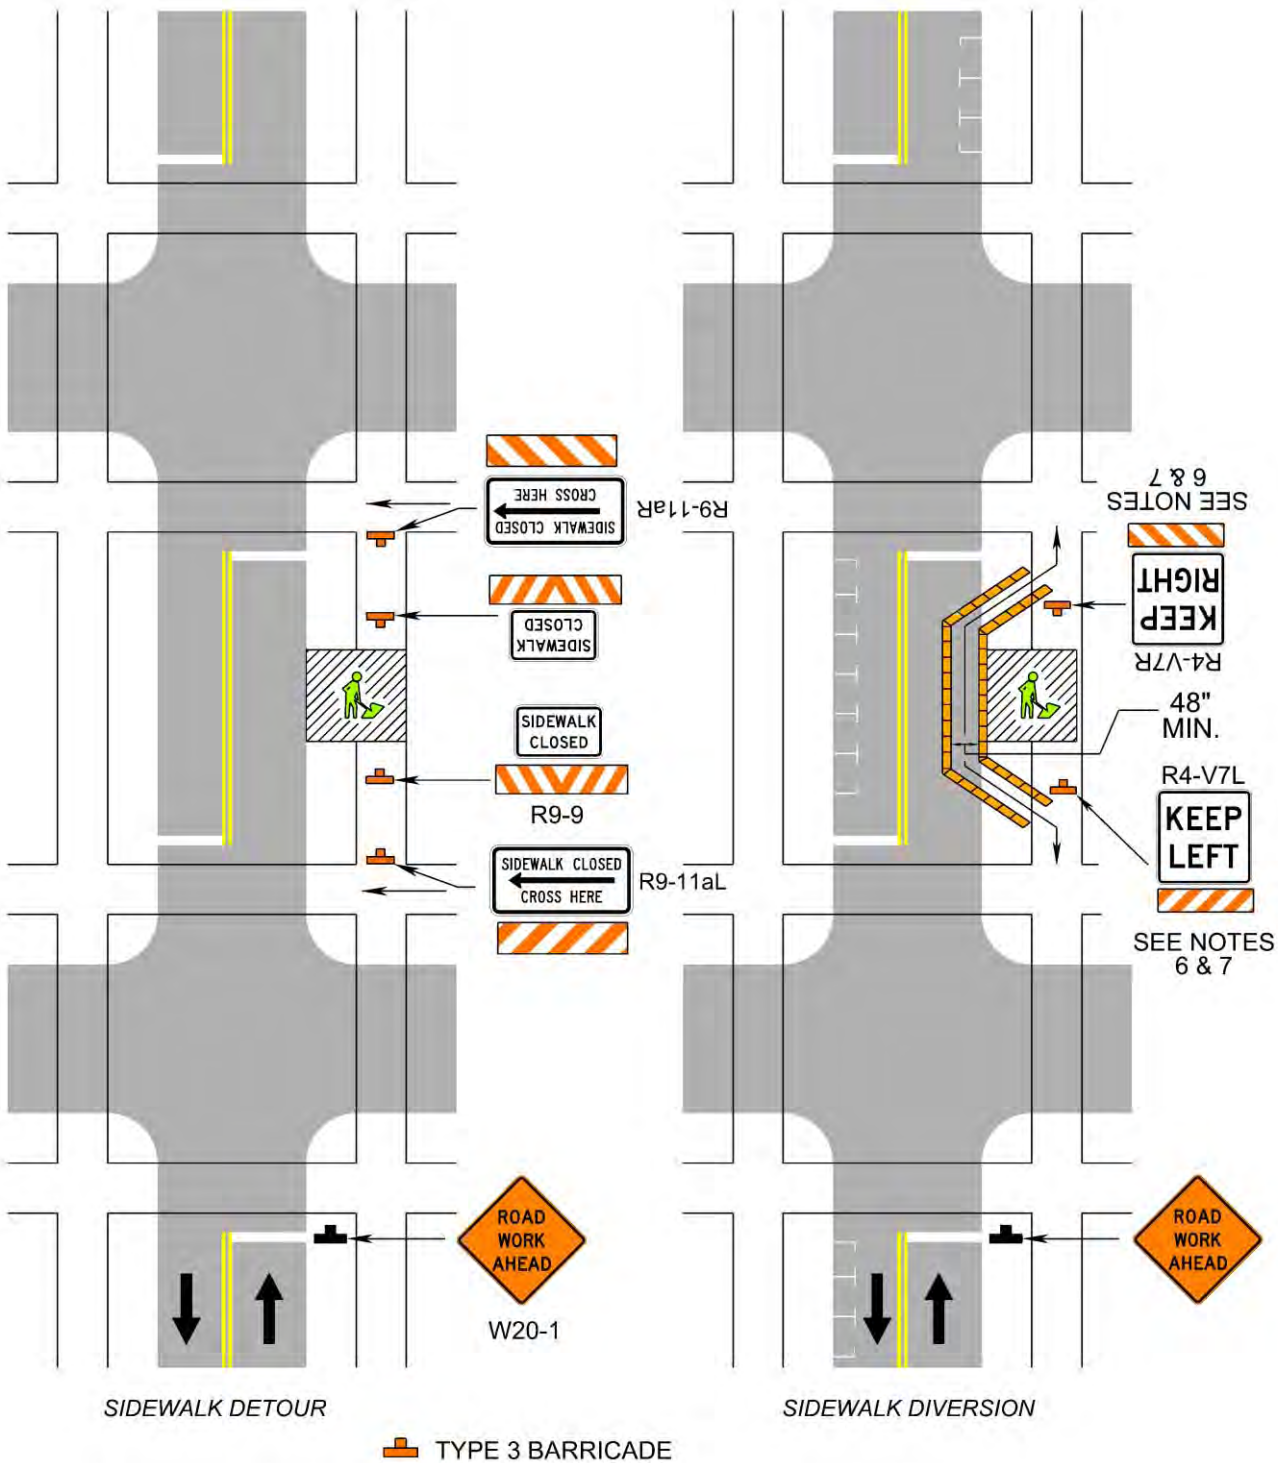 SIDEWALK CLOSED
CROSS HERE
R9-11aR
SIDEWALK
CLOSED
SIDEWALK
CLOSED
R9-9
SIDEWALK CLOSED
CROSS HERE
R9-11aL
ROAD
WORK
AHEAD
W20-1
SIDEWALK DETOUR
SEE NOTES
6 & 7
KEEP
RIGHT
R4-V7R
48"
MIN.
R4-V7L
KEEP
LEFT
SEE NOTES
6 & 7
ROAD
WORK
AHEAD
SIDEWALK DIVERSION
TYPE 3 BARRICADE